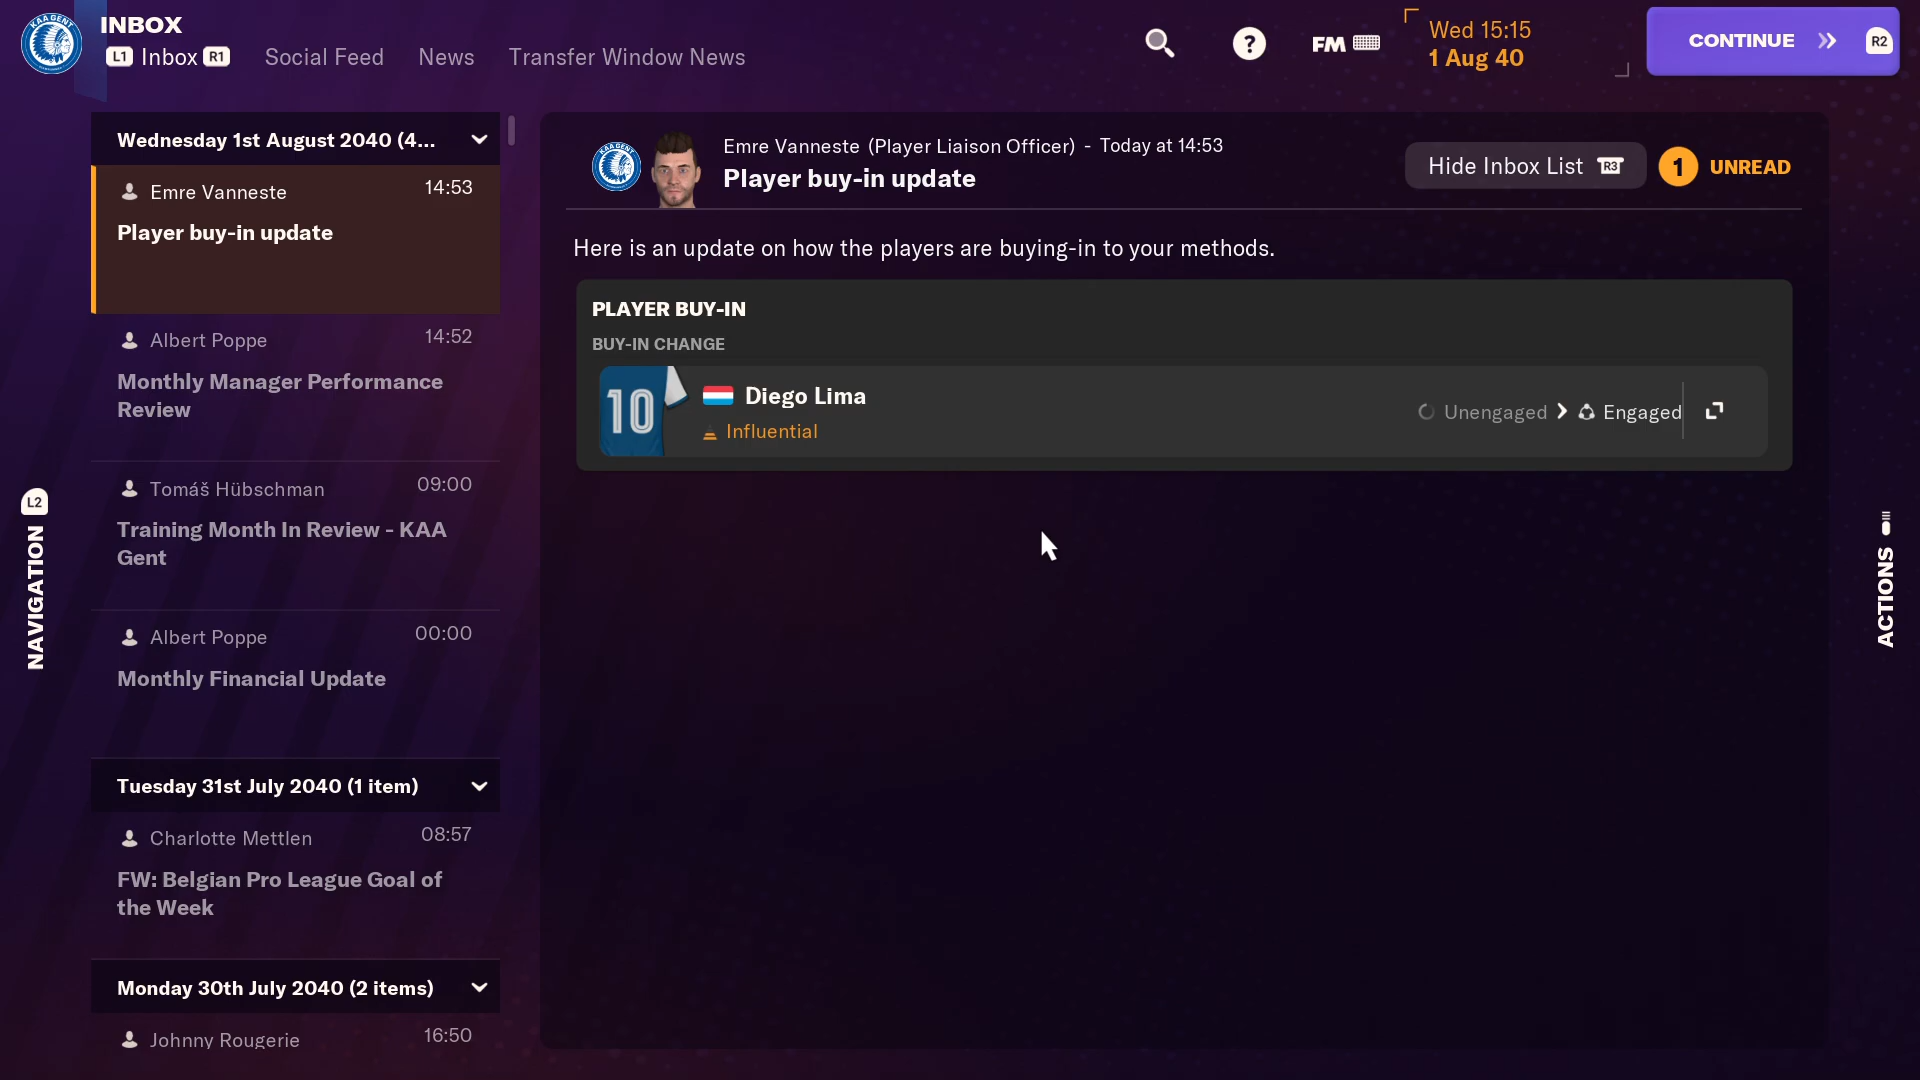 INBOX
L1 Inbox R1 Social Feed News Transfer Window News
? FM
Wed 15:15
1 Aug 40
CONTINUE R2
Wednesday 1st August 2040 (4...
Emre Vanneste 14:53
Player buy-in update
Albert Poppe 14:52
Monthly Manager Performance
Review
Tomáš Hübschman 09:00
Training Month In Review - KAA
Gent
Albert Poppe 00:00
Monthly Financial Update
Tuesday 31st July 2040 (1 item)
Charlotte Mettlen 08:57
FW: Belgian Pro League Goal of
the Week
Monday 30th July 2040 (2 items)
Johnny Rougerie 16:50
L2
NAVIGATION
KAA GENT
Emre Vanneste (Player Liaison Officer) - Today at 14:53
Player buy-in update
Hide Inbox List R3 1 UNREAD
Here is an update on how the players are buying-in to your methods.
PLAYER BUY-IN
BUY-IN CHANGE
10 Diego Lima
Influential
Unengaged Engaged
ACTIONS